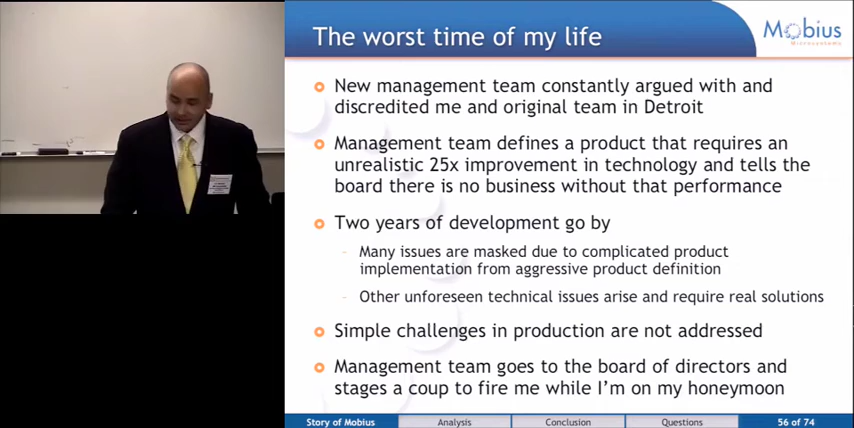 The worst time of my life
Mobius
Microsystems
New management team constantly argued with and
discredited me and original team in Detroit
Management team defines a product that requires an
unrealistic 25x improvement in technology and tells the
board there is no business without that performance
Two years of development go by
– Many issues are masked due to complicated product
implementation from aggressive product definition
– Other unforeseen technical issues arise and require real solutions
Simple challenges in production are not addressed
Management team goes to the board of directors and
stages a coup to fire me while I'm on my honeymoon
Story of Mobius Analysis Conclusion Questions 56 of 74